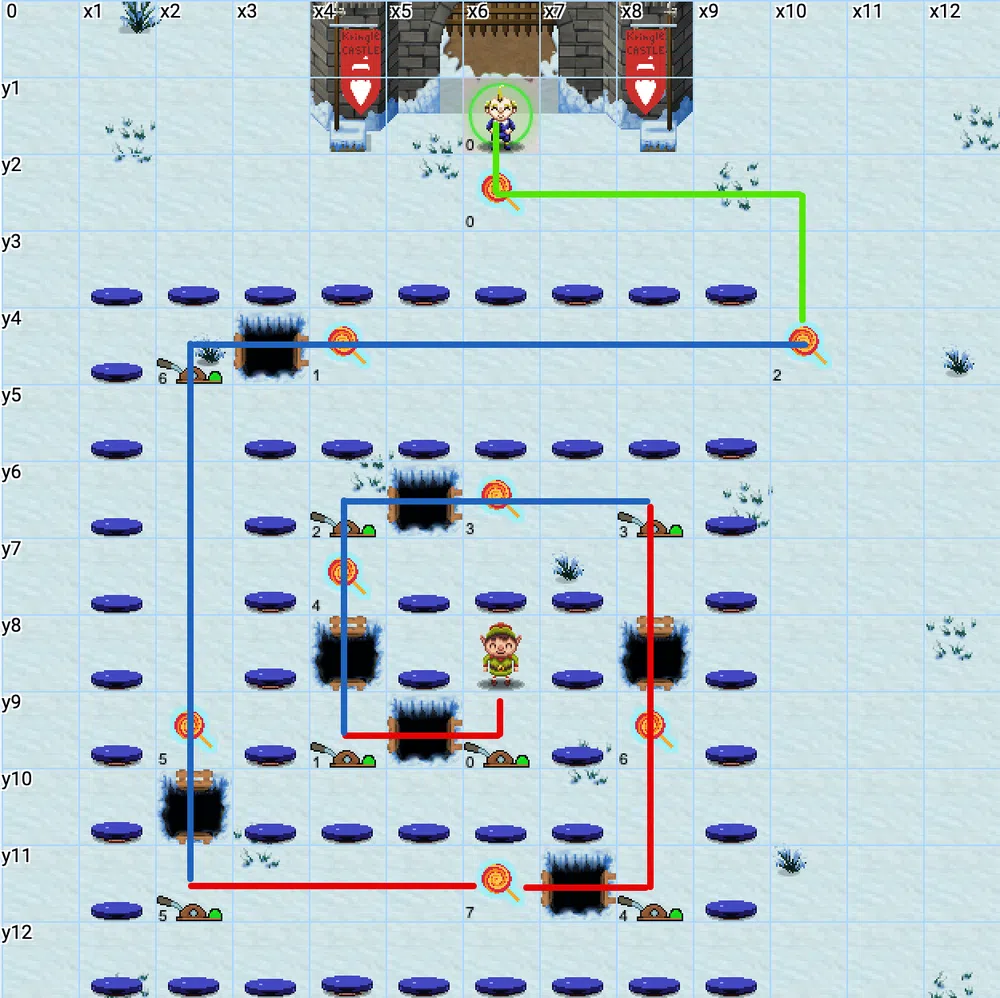 0 x1 x2 x3 x4 x5 x6 x7 x8 x9 x10 x11 x12
Kringle Kringle
CASTLE CASTLE
y1
0
y2
0
y3
y4
6 1 2
y5
y6
2 3 3
y7
4
y8
y9
5 1 0 6
y10
y11
5 7 4
y12